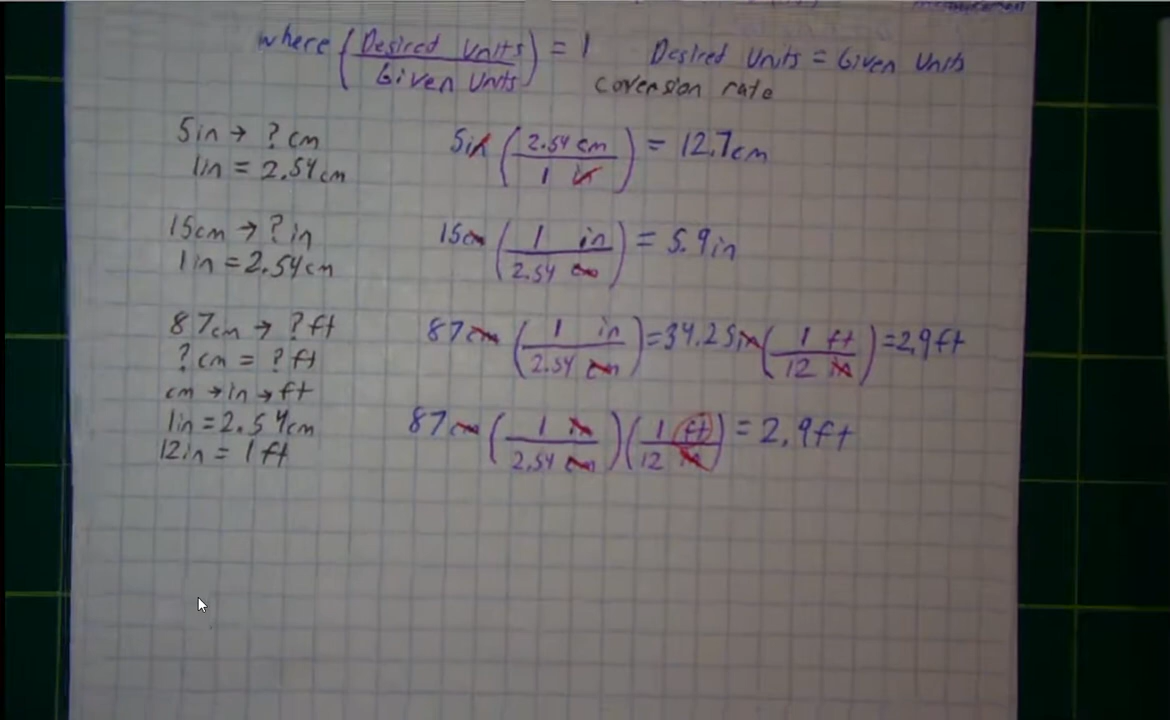 where (Desired Units / Given Units) = 1 Desired Units = Given Units
coversion rate
5in → ? cm 5in (2.54 cm / 1 in) = 12.7cm
1in = 2.54cm
15cm → ? in 15cm (1 in / 2.54 cm) = 5.9in
1in = 2.54cm
87cm → ? ft 87cm (1 in / 2.54 cm) = 34.25in (1 ft / 12 in) = 2.9ft
? cm = ? ft
cm → in → ft
1in = 2.54cm 87cm (1 in / 2.54 cm) (1 ft / 12 in) = 2.9ft
12in = 1ft